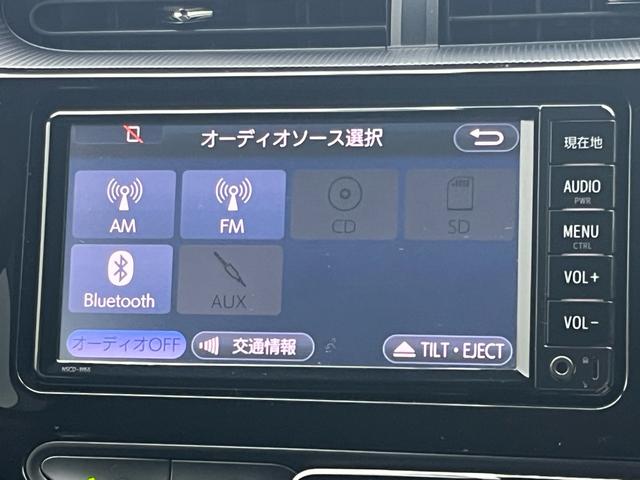 オーディオソース選択
AM
FM
CD
SD
Bluetooth
AUX
オーディオOFF
交通情報
TILT・EJECT
現在地
AUDIO
PWR
MENU
CTRL
VOL+
VOL-